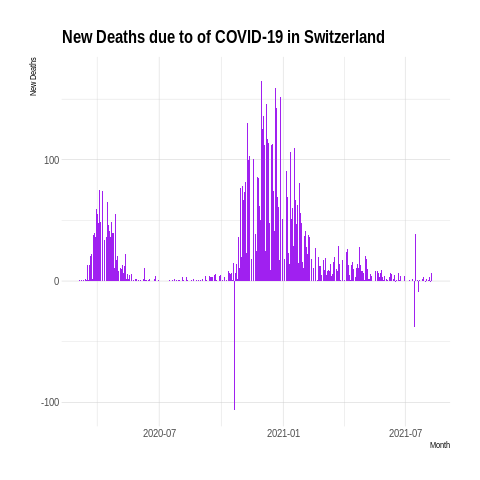 New Deaths due to of COVID-19 in Switzerland
New Deaths
100
0
-100
2020-07
2021-01
2021-07
Month